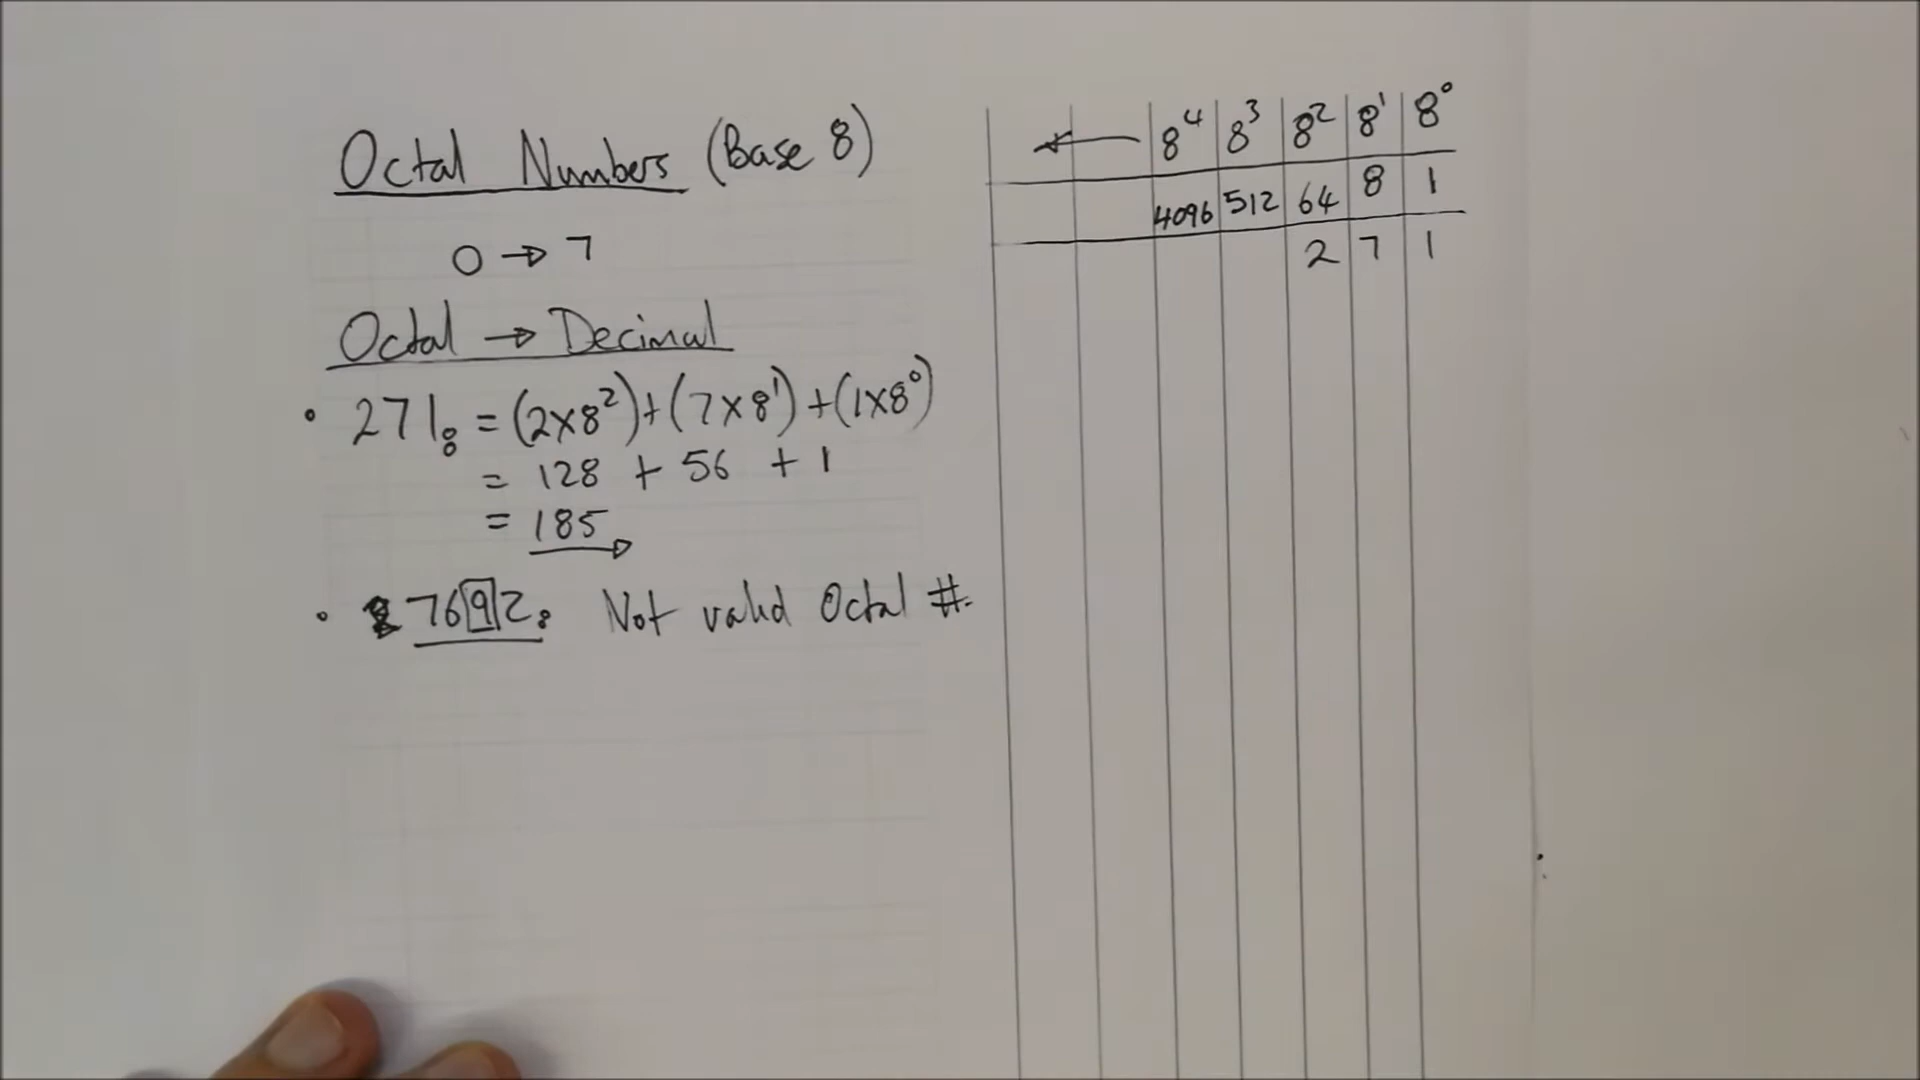 Octal Numbers (Base 8)
0 → 7
Octal → Decimal
• 271₈ = (2×8²)+(7×8¹)+(1×8⁰)
= 128 + 56 + 1
= 185
• 7692₈ Not valid Octal #.
← 8⁴ 8³ 8² 8¹ 8⁰
4096 512 64 8 1
2 7 1